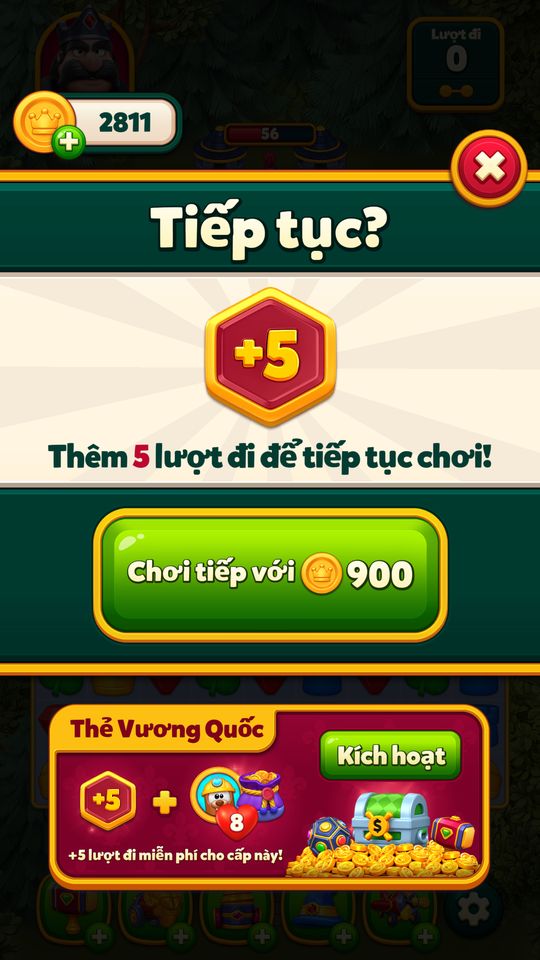 Lượt đi
0
2811
56
Tiếp tục?
+5
Thêm 5 lượt đi để tiếp tục chơi!
Chơi tiếp với 900
Thẻ Vương Quốc
Kích hoạt
+5 + 8
$
+5 lượt đi miễn phí cho cấp này!